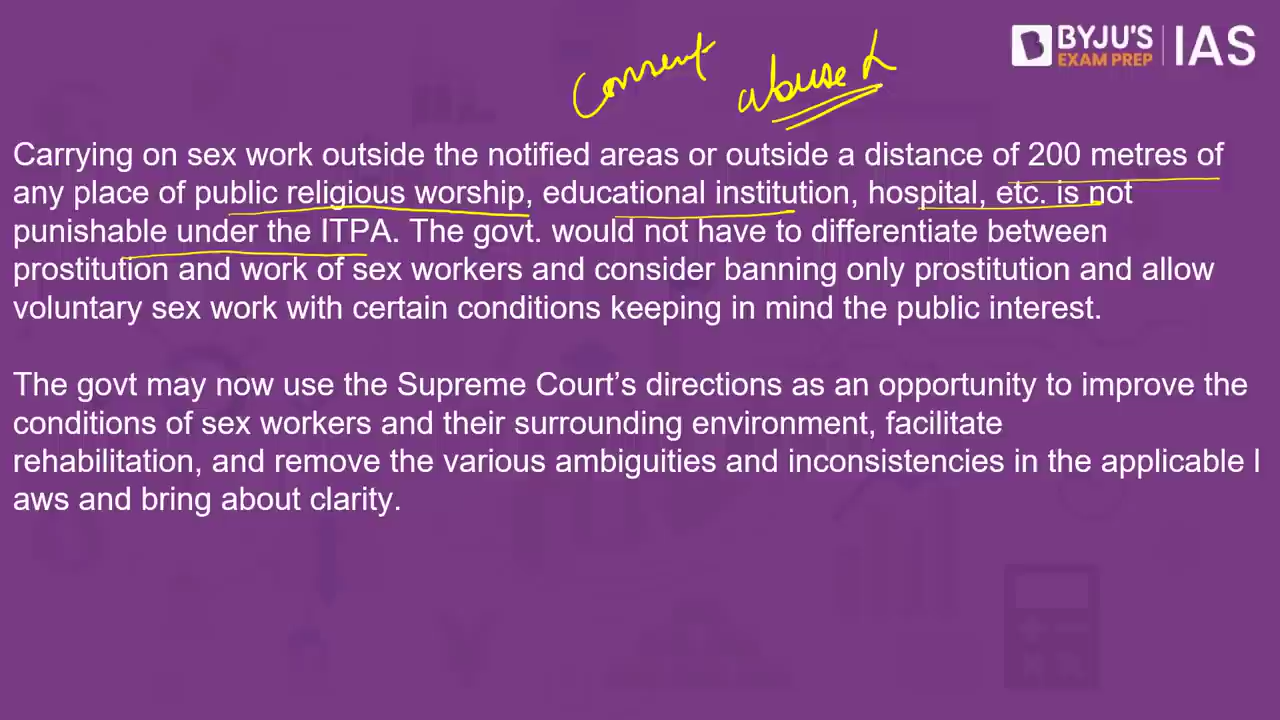 BYJU'S
EXAM PREP
IAS
consent abuse
Carrying on sex work outside the notified areas or outside a distance of 200 metres of
any place of public religious worship, educational institution, hospital, etc. is not
punishable under the ITPA. The govt. would not have to differentiate between
prostitution and work of sex workers and consider banning only prostitution and allow
voluntary sex work with certain conditions keeping in mind the public interest.
The govt may now use the Supreme Court’s directions as an opportunity to improve the
conditions of sex workers and their surrounding environment, facilitate
rehabilitation, and remove the various ambiguities and inconsistencies in the applicable l
aws and bring about clarity.